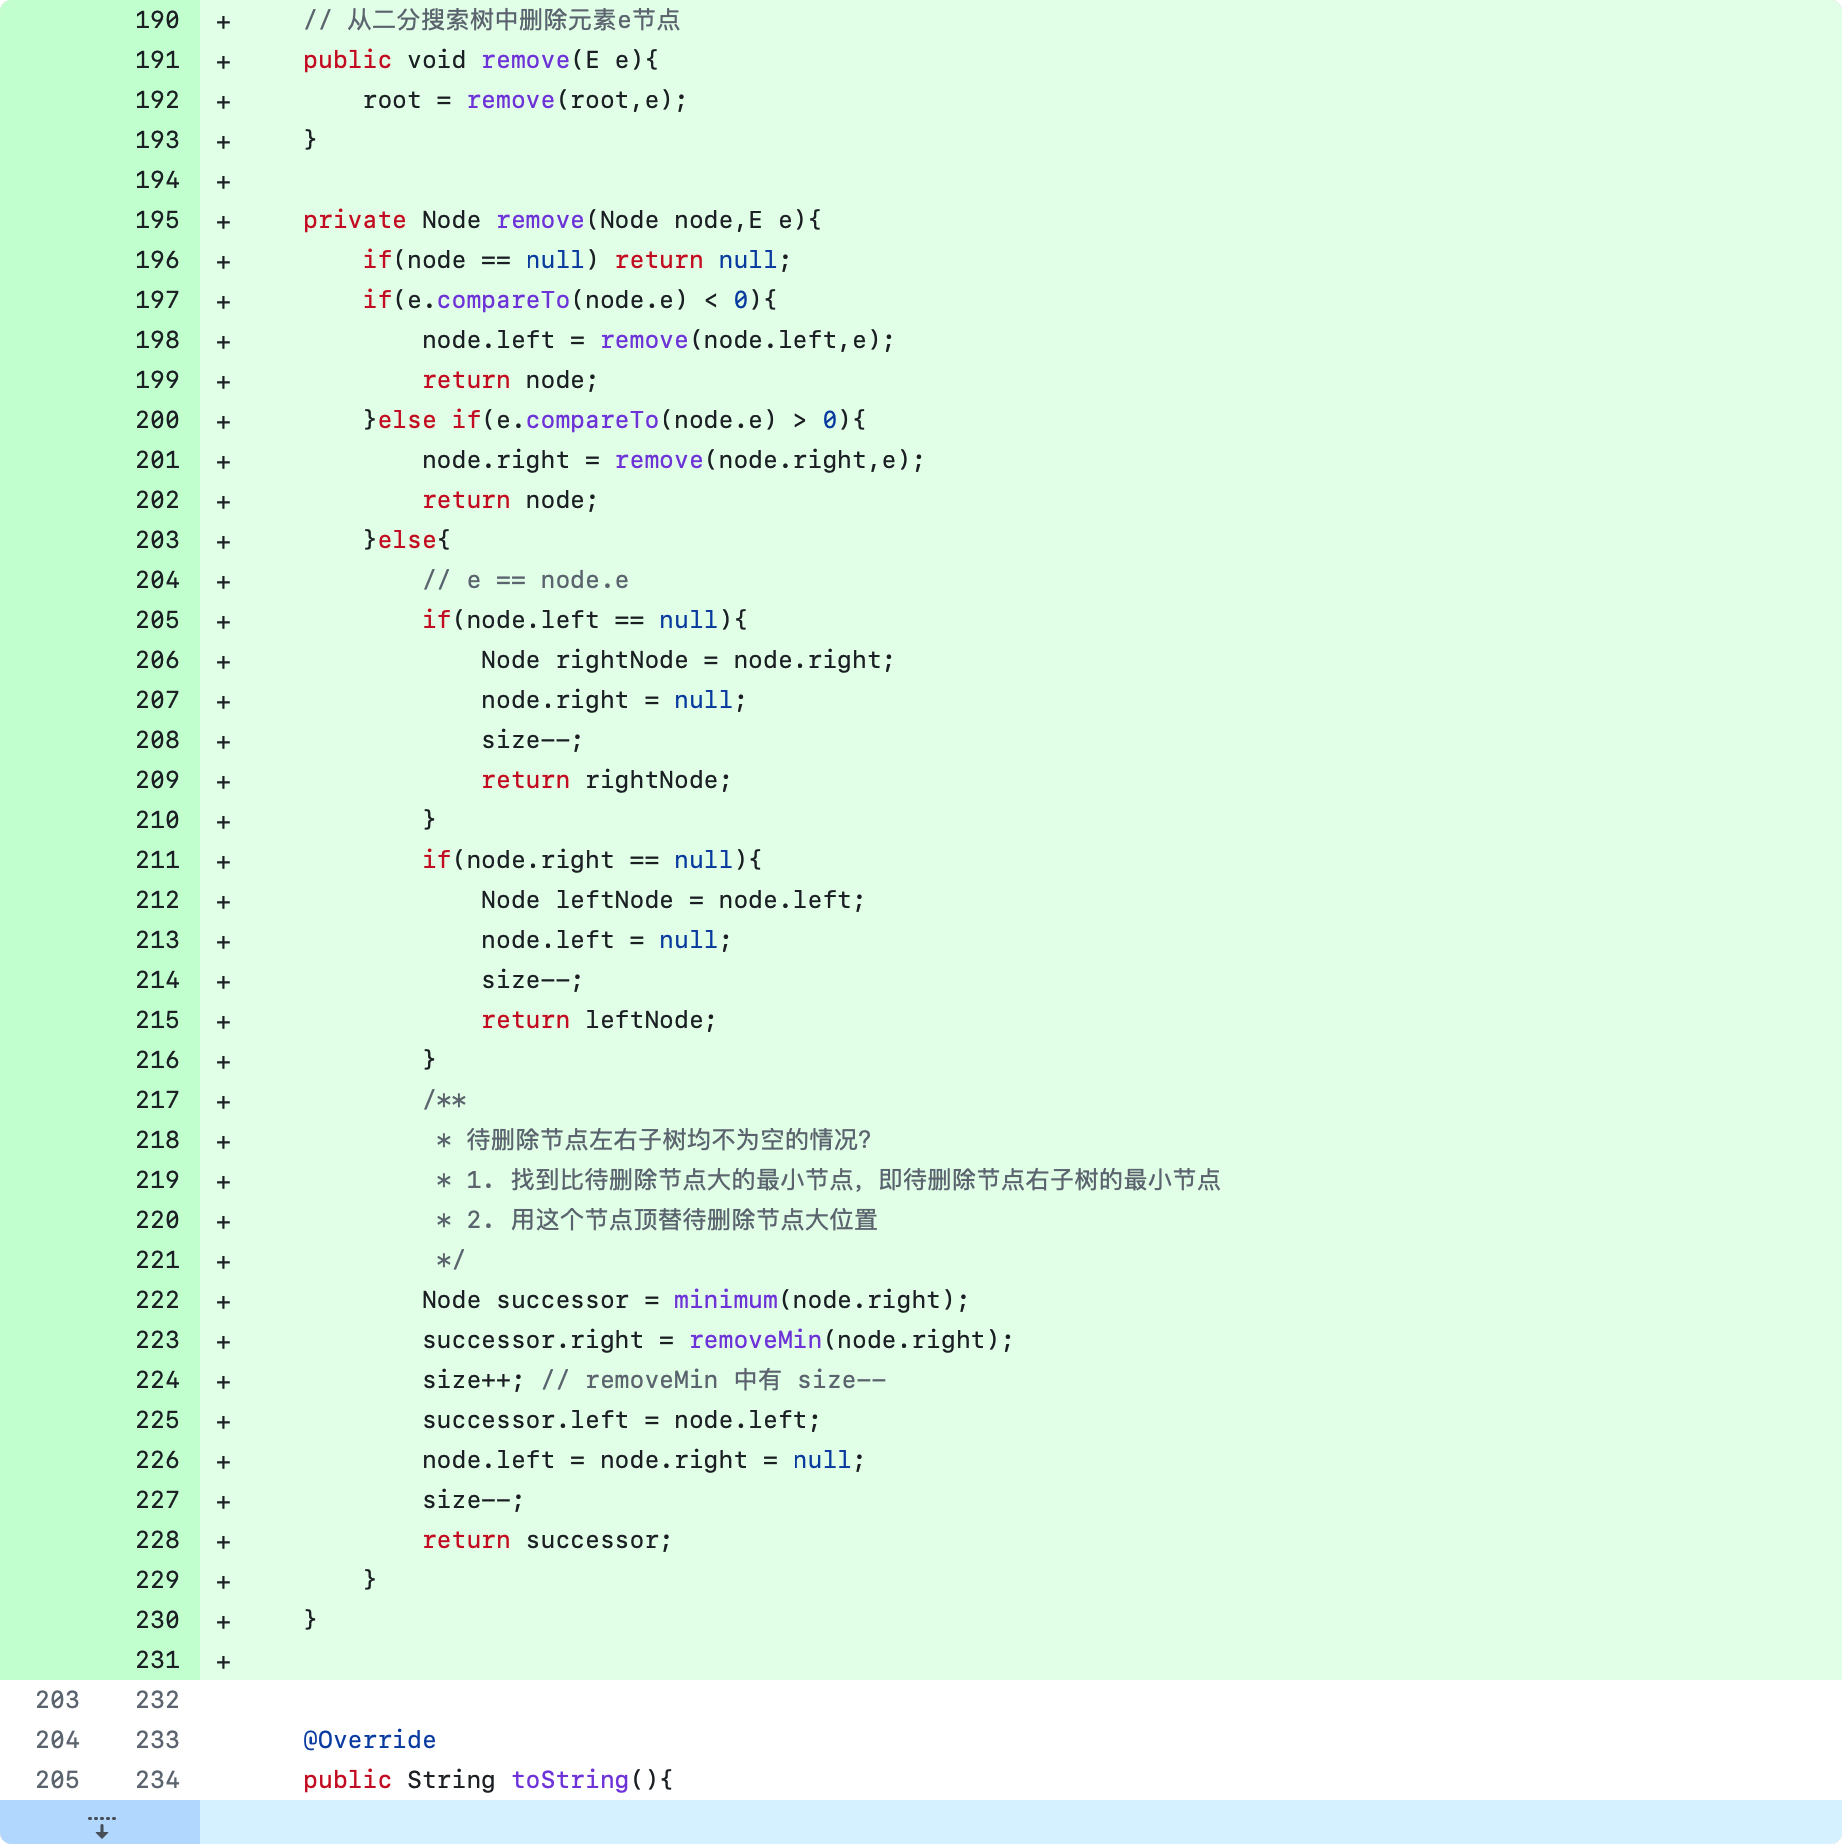 190 + // 从二分搜索树中删除元素e节点
191 + public void remove(E e){
192 + root = remove(root,e);
193 + }
194 +
195 + private Node remove(Node node,E e){
196 + if(node == null) return null;
197 + if(e.compareTo(node.e) < 0){
198 + node.left = remove(node.left,e);
199 + return node;
200 + }else if(e.compareTo(node.e) > 0){
201 + node.right = remove(node.right,e);
202 + return node;
203 + }else{
204 + // e == node.e
205 + if(node.left == null){
206 + Node rightNode = node.right;
207 + node.right = null;
208 + size--;
209 + return rightNode;
210 + }
211 + if(node.right == null){
212 + Node leftNode = node.left;
213 + node.left = null;
214 + size--;
215 + return leftNode;
216 + }
217 + /**
218 + * 待删除节点左右子树均不为空的情况?
219 + * 1. 找到比待删除节点大的最小节点，即待删除节点右子树的最小节点
220 + * 2. 用这个节点顶替待删除节点大位置
221 + */
222 + Node successor = minimum(node.right);
223 + successor.right = removeMin(node.right);
224 + size++; // removeMin 中有 size--
225 + successor.left = node.left;
226 + node.left = node.right = null;
227 + size--;
228 + return successor;
229 + }
230 + }
231 +
203 232
204 233 @Override
205 234 public String toString(){